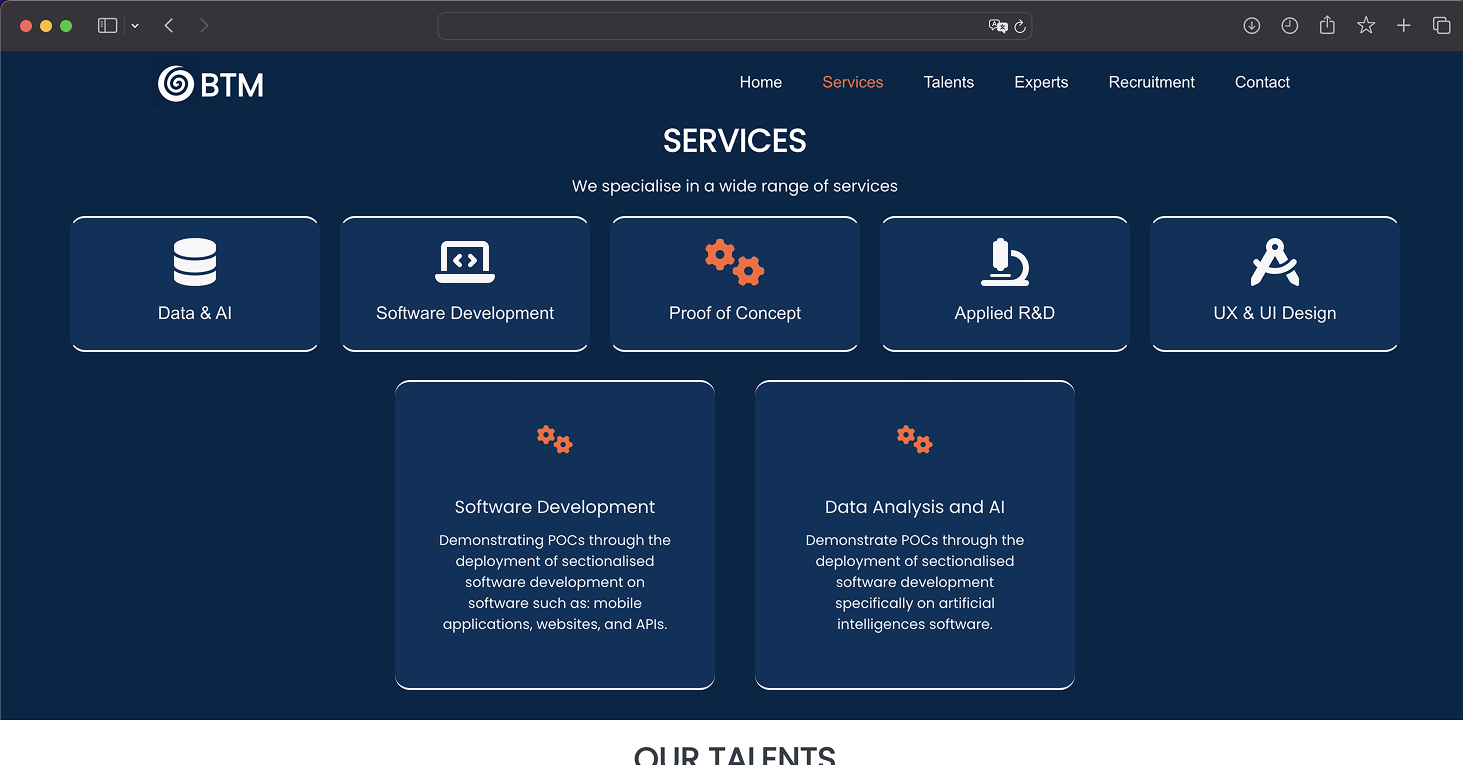 BTM
Home Services Talents Experts Recruitment Contact
SERVICES
We specialise in a wide range of services
Data & AI
Software Development
Proof of Concept
Applied R&D
UX & UI Design
Software Development
Demonstrating POCs through the
deployment of sectionalised
software development on
software such as: mobile
applications, websites, and APIs.
Data Analysis and AI
Demonstrate POCs through the
deployment of sectionalised
software development
specifically on artificial
intelligences software.
OUR TALENTS